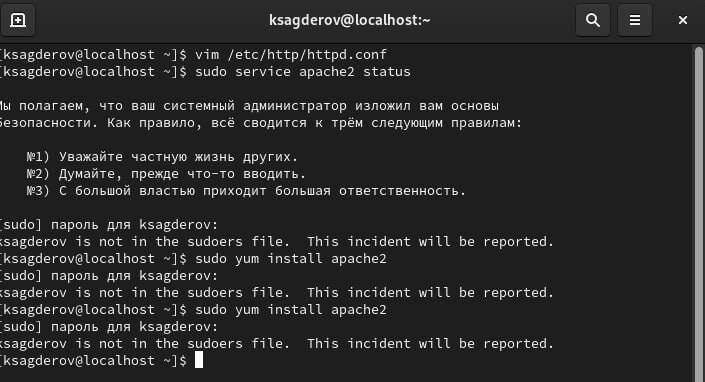 ksagderov@localhost:~
[ksagderov@localhost ~]$ vim /etc/http/httpd.conf
[ksagderov@localhost ~]$ sudo service apache2 status
Мы полагаем, что ваш системный администратор изложил вам основы
безопасности. Как правило, всё сводится к трём следующим правилам:
№1) Уважайте частную жизнь других.
№2) Думайте, прежде что-то вводить.
№3) С большой властью приходит большая ответственность.
[sudo] пароль для ksagderov:
ksagderov is not in the sudoers file.  This incident will be reported.
[ksagderov@localhost ~]$ sudo yum install apache2
[sudo] пароль для ksagderov:
ksagderov is not in the sudoers file.  This incident will be reported.
[ksagderov@localhost ~]$ sudo yum install apache2
[sudo] пароль для ksagderov:
ksagderov is not in the sudoers file.  This incident will be reported.
[ksagderov@localhost ~]$